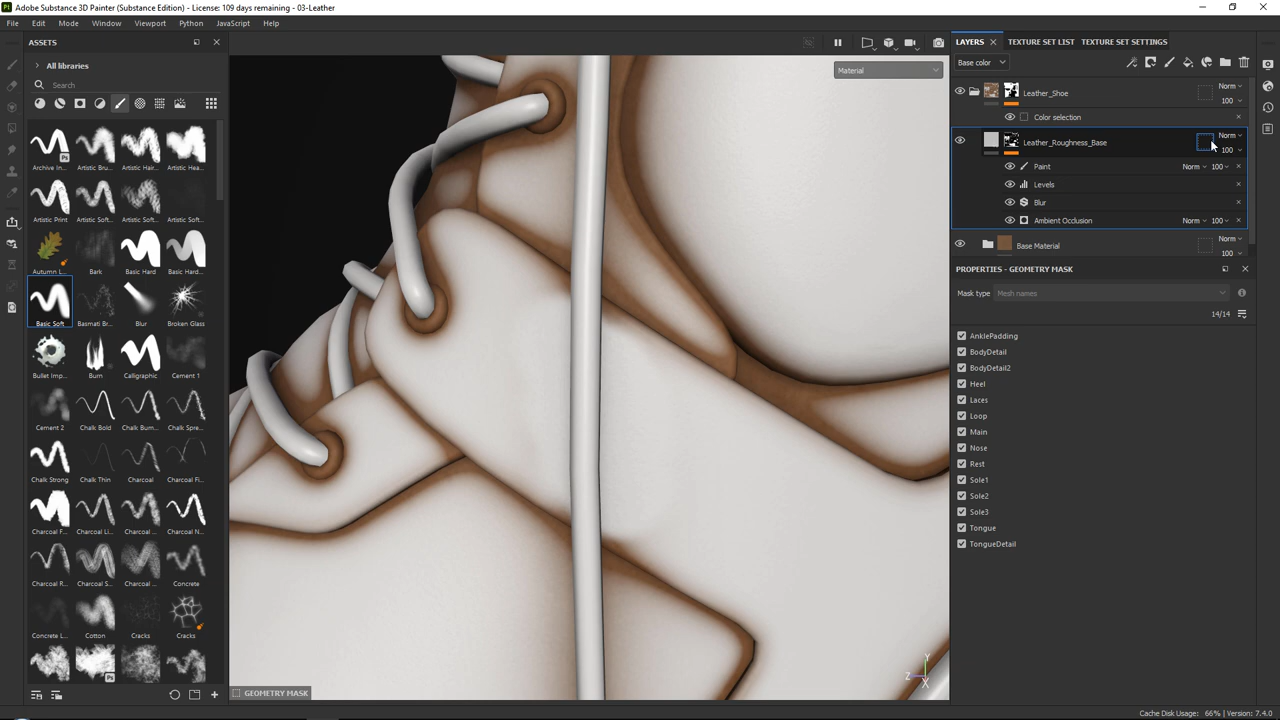 Adobe Substance 3D Painter (Substance Edition) - License: 109 days remaining - 03-Leather
File Edit Mode Window Viewport Python JavaScript Help
ASSETS
All libraries
Search
Archive In...
Artistic Brus...
Artistic Hair...
Artistic Hea...
Artistic Print
Artistic Sof...
Artistic Soft...
Artistic Soft...
Autumn L...
Bark
Basic Hard
Basic Hard...
Basic Soft
Basmati Br...
Blur
Broken Glass
Bullet Imp...
Burn
Calligraphic
Cement 1
Cement 2
Chalk Bold
Chalk Bum...
Chalk Spre...
Chalk Strong
Chalk Thin
Charcoal
Charcoal Fi...
Charcoal F...
Charcoal Li...
Charcoal ...
Charcoal N...
Charcoal R...
Charcoal S...
Charcoal ...
Concrete
Concrete L...
Cotton
Cracks
Cracks
Material
GEOMETRY MASK
Y
Z X
LAYERS TEXTURE SET LIST TEXTURE SET SETTINGS
Base color
Leather_Shoe Norm 100
Color selection
Leather_Roughness_Base Norm 100
Paint Norm 100
Levels
Blur
Ambient Occlusion Norm 100
Base Material Norm 100
PROPERTIES - GEOMETRY MASK
Mask type Mesh names
14/14
AnklePadding
BodyDetail
BodyDetail2
Heel
Laces
Loop
Main
Nose
Rest
Sole1
Sole2
Sole3
Tongue
TongueDetail
Cache Disk Usage: 66% | Version: 7.4.0